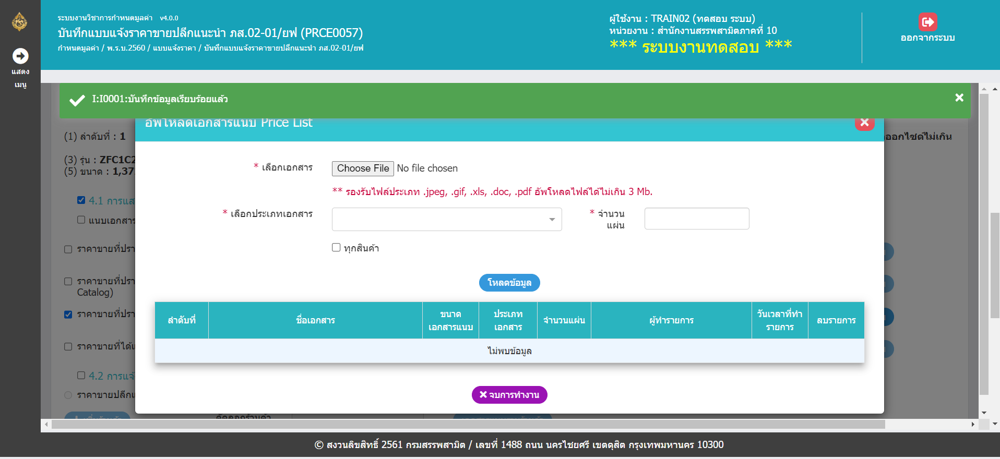 แสดง
เมนู
ระบบงานวิชาการกำหนดมูลค่า v4.0.0
บันทึกแบบแจ้งราคาขายปลีกแนะนำ ภส.02-01/ยฟ (PRCE0057)
กำหนดมูลค่า / พ.ร.บ.2560 / แบบแจ้งราคา / บันทึกแบบแจ้งราคาขายปลีกแนะนำ ภส.02-01/ยฟ
ผู้ใช้งาน : TRAIN02 (ทดสอบ ระบบ)
หน่วยงาน : สำนักงานสรรพสามิตภาคที่ 10
*** ระบบงานทดสอบ ***
ออกจากระบบ
I:I0001:บันทึกข้อมูลเรียบร้อยแล้ว
อัพโหลดเอกสารแนบ Price List
(1) ลำดับที่ : 1
ออกไซด์ไม่เกิน
(3) รุ่น : ZFC1C2
(5) ขนาด : 1,37
4.1 การแส
แนบเอกสาร
ราคาขายที่ปรา
ราคาขายที่ปรา
Catalog)
ราคาขายที่ปรา
ราคาขายที่ได้
4.2 การแจ้
ราคาขายปลีก
* เลือกเอกสาร Choose File No file chosen
** รองรับไฟล์ประเภท .jpeg, .gif, .xls, .doc, .pdf อัพโหลดไฟล์ได้ไม่เกิน 3 Mb.
* เลือกประเภทเอกสาร
* จำนวน
แผ่น
ทุกสินค้า
โหลดข้อมูล
ลำดับที่ ชื่อเอกสาร ขนาด ประเภท จำนวนแผ่น ผู้ทำรายการ วันเวลาที่ทำ ลบรายการ
เอกสารแนบ เอกสาร รายการ
ไม่พบข้อมูล
จบการทำงาน
© สงวนลิขสิทธิ์ 2561 กรมสรรพสามิต / เลขที่ 1488 ถนน นครไชยศรี เขตดุสิต กรุงเทพมหานคร 10300